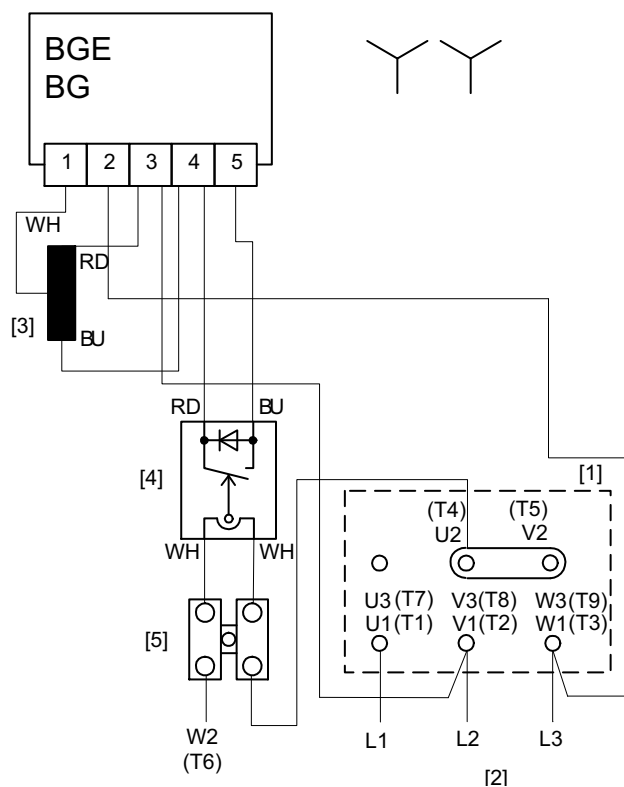 BGE
BG
1 2 3 4 5
WH
RD
[3]
BU
RD BU
[4]
[1]
(T4) (T5)
U2 V2
WH WH
U3 (T7) V3 (T8) W3 (T9)
U1 (T1) V1 (T2) W1 (T3)
[5]
W2
(T6)
L1 L2 L3
[2]